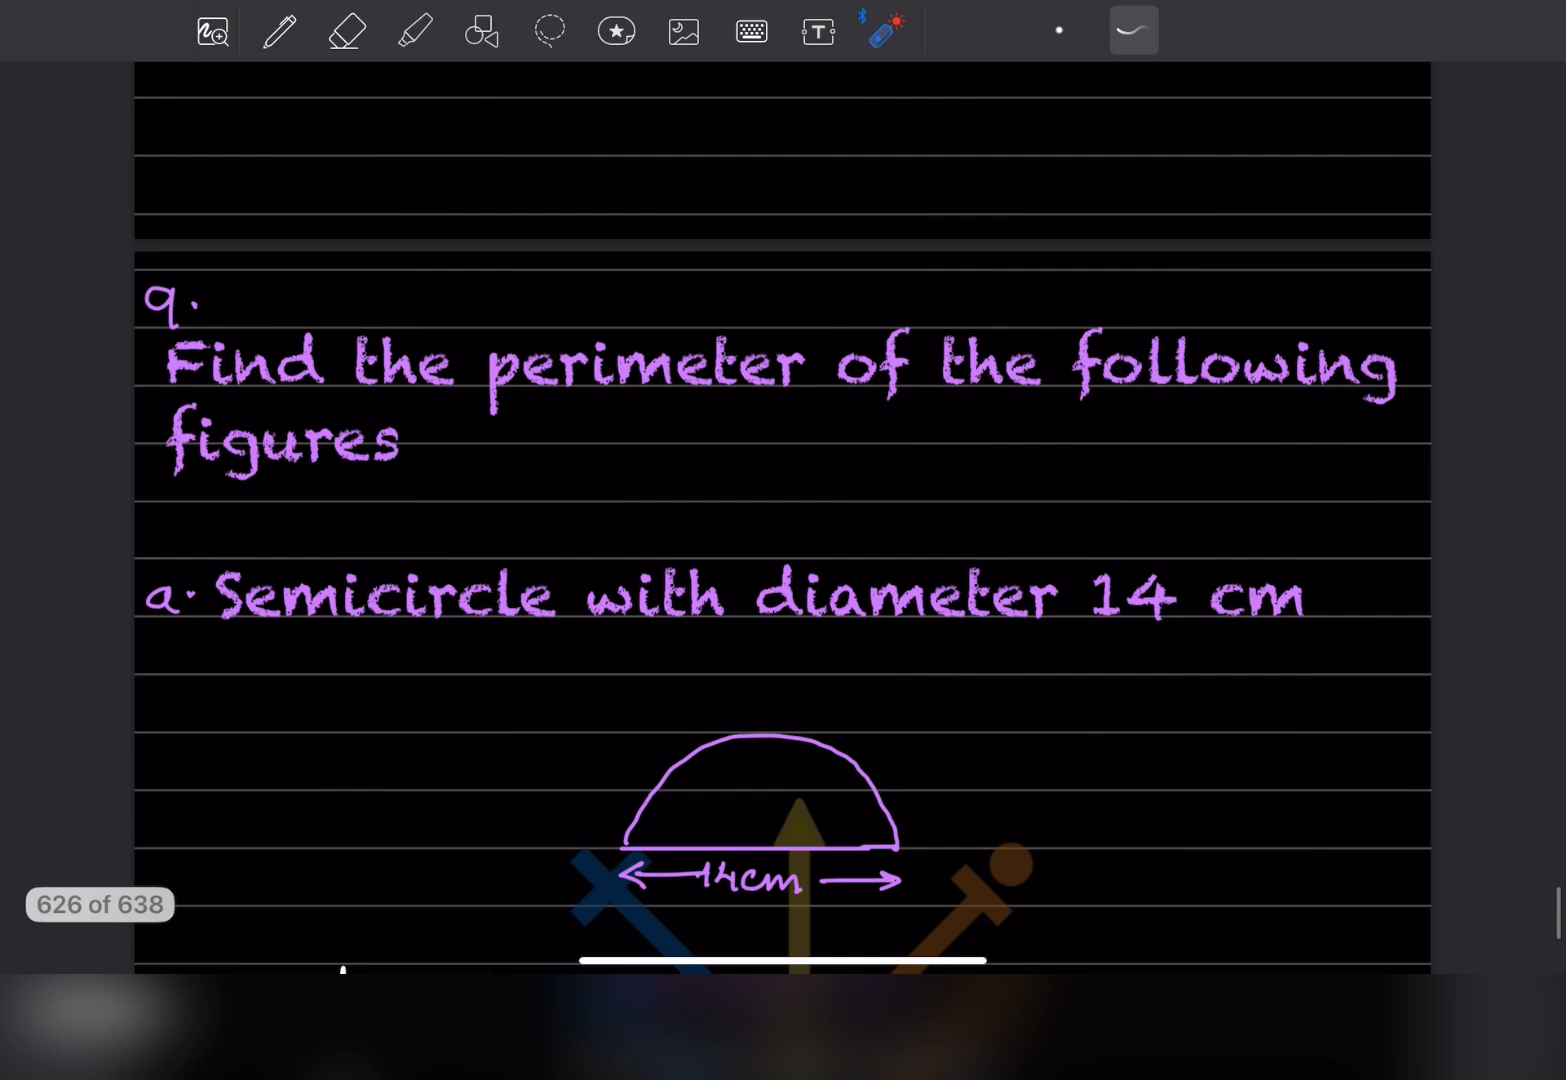 T
9.
Find the perimeter of the following
figures
a. Semicircle with diameter 14 cm
14cm
626 of 638